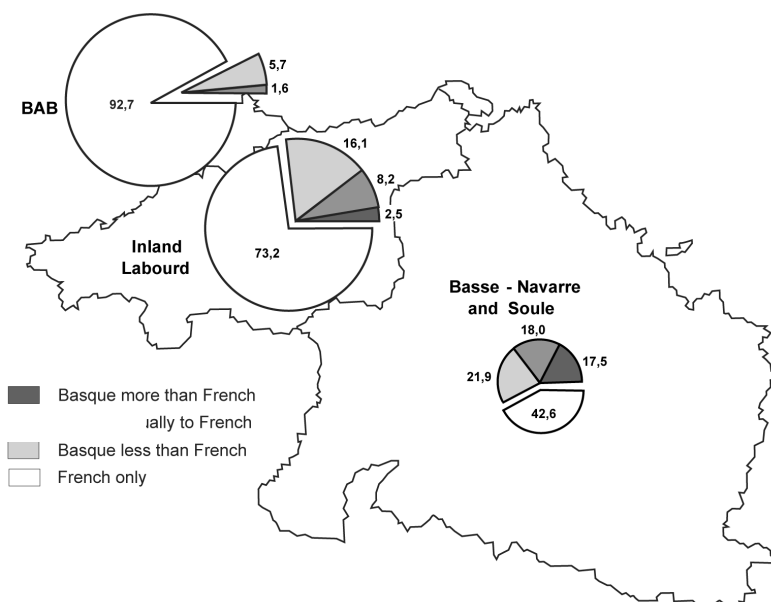 5,7
1,6
92,7
BAB
16,1
8,2
2,5
Inland
Labourd
73,2
Basse - Navarre
and Soule
18,0
17,5
21,9
42,6
Basque more than French
to French
Basque less than French
French only